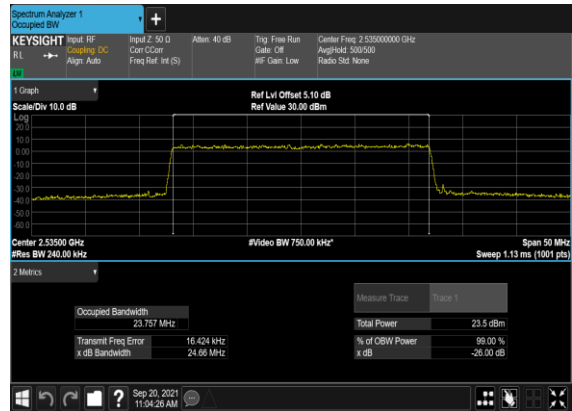 Spectrum Analyzer 1
Occupied BW
+
KEYSIGHT Input: RF Input Z: 50 Ω Atten: 40 dB Trig: Free Run Center Freq: 2.535000000 GHz
RL Coupling: DC Corr CCorr Gate: Off Avg|Hold: 500/500
Align: Auto Freq Ref: Int (S) #IF Gain: Low Radio Std: None
1 Graph
Ref Lvl Offset 5.10 dB
Scale/Div 10.0 dB Ref Value 30.00 dBm
Log
20.0
10.0
0.00
-10.0
-20.0
-30.0
-40.0
-50.0
-60.0
Center 2.53500 GHz #Video BW 750.00 kHz* Span 50 MHz
#Res BW 240.00 kHz Sweep 1.13 ms (1001 pts)
2 Metrics
Measure Trace Trace 1
Occupied Bandwidth
23.757 MHz Total Power 23.5 dBm
Transmit Freq Error 16.424 kHz % of OBW Power 99.00 %
x dB Bandwidth 24.66 MHz x dB -26.00 dB
? Sep 20, 2021
11:04:26 AM